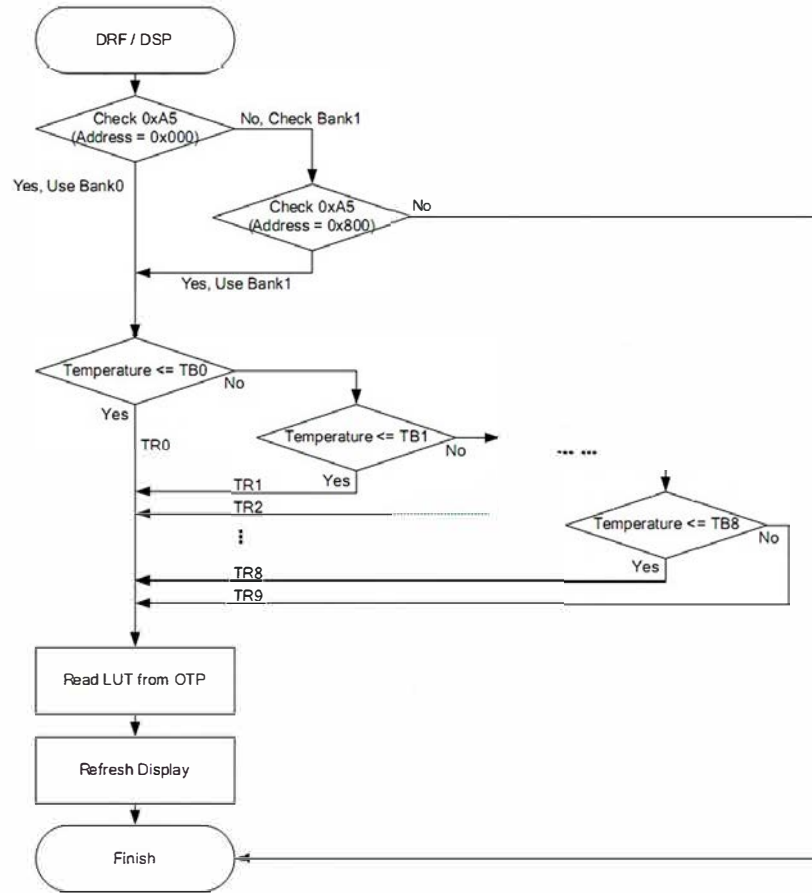 DRF / DSP
Check 0xA5
(Address = 0x000)
No, Check Bank1
Yes, Use Bank0
Check 0xA5
(Address = 0x800)
No
Yes, Use Bank1
Temperature <= TB0
No
Yes
TR0
Temperature <= TB1
No
... ...
Yes
TR1
TR2
Temperature <= TB8
No
Yes
TR8
TR9
Read LUT from OTP
Refresh Display
Finish